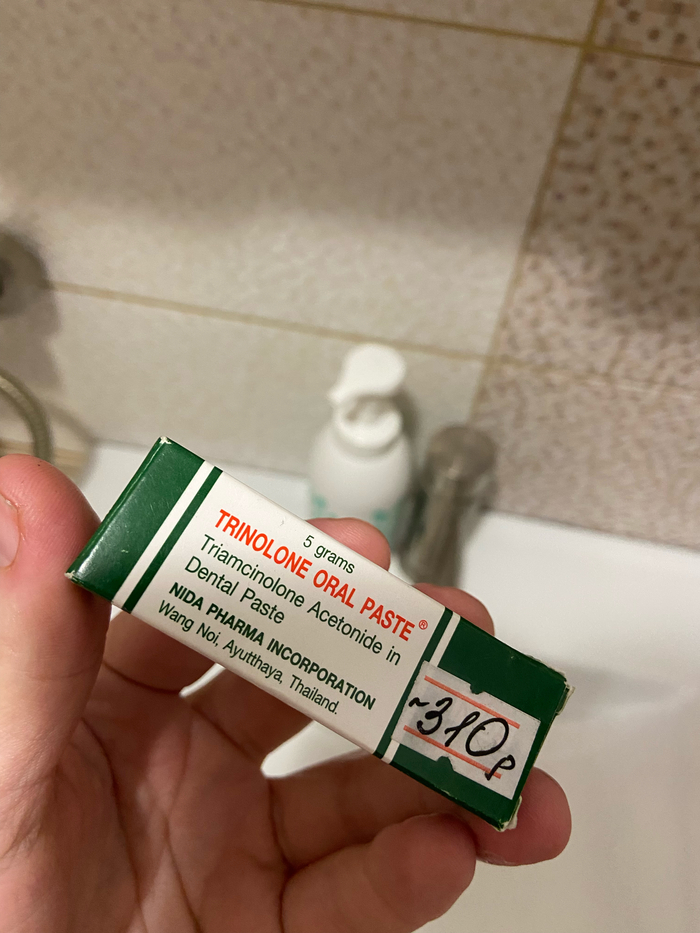 5 grams
TRINOLONE ORAL PASTE®
Triamcinolone Acetonide in
Dental Paste
NIDA PHARMA INCORPORATION
Wang Noi, Ayutthaya, Thailand.
~310р